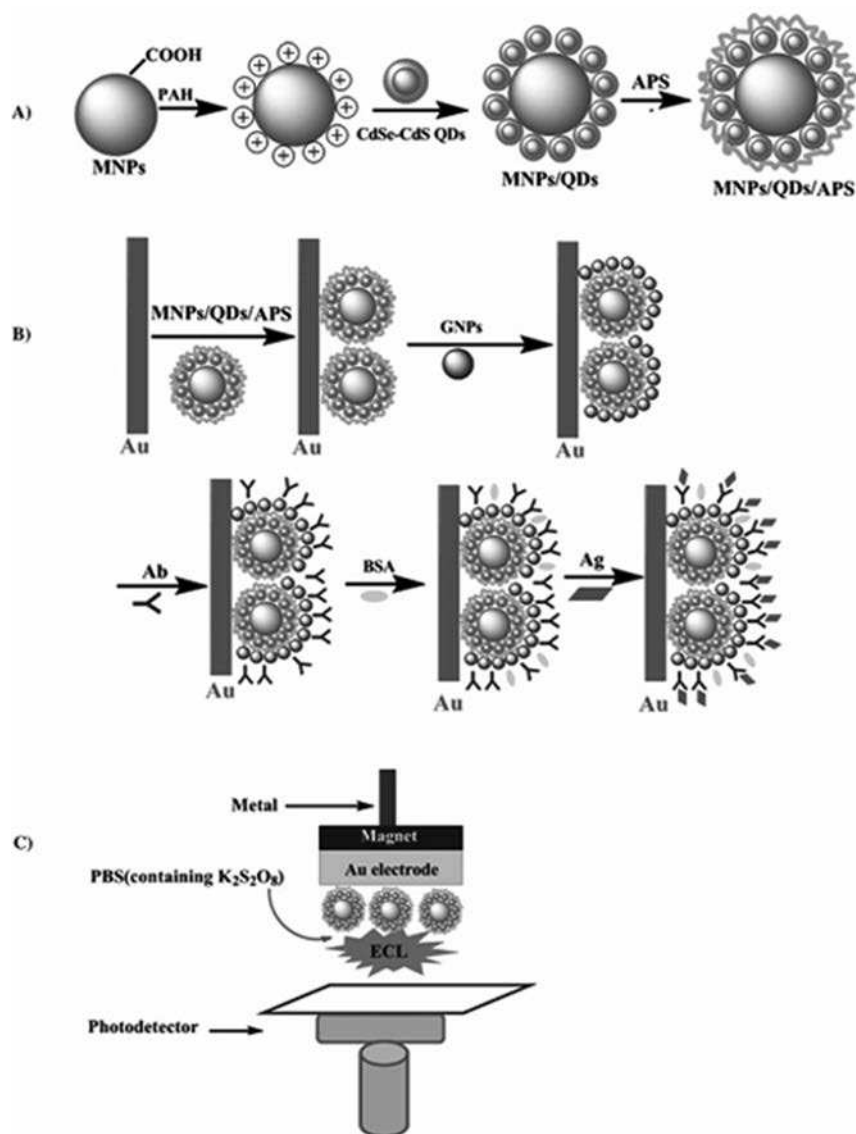 COOH
A)
PAH
CdSe-CdS QDs
APS
MNPs
MNPs/QDs
MNPs/QDs/APS
B)
MNPs/QDs/APS
GNPs
Au
Au
Au
Ab
BSA
Ag
Au
Au
Au
C)
Metal
Magnet
Au electrode
PBS(containing K₂S₂O₈)
ECL
Photodetector